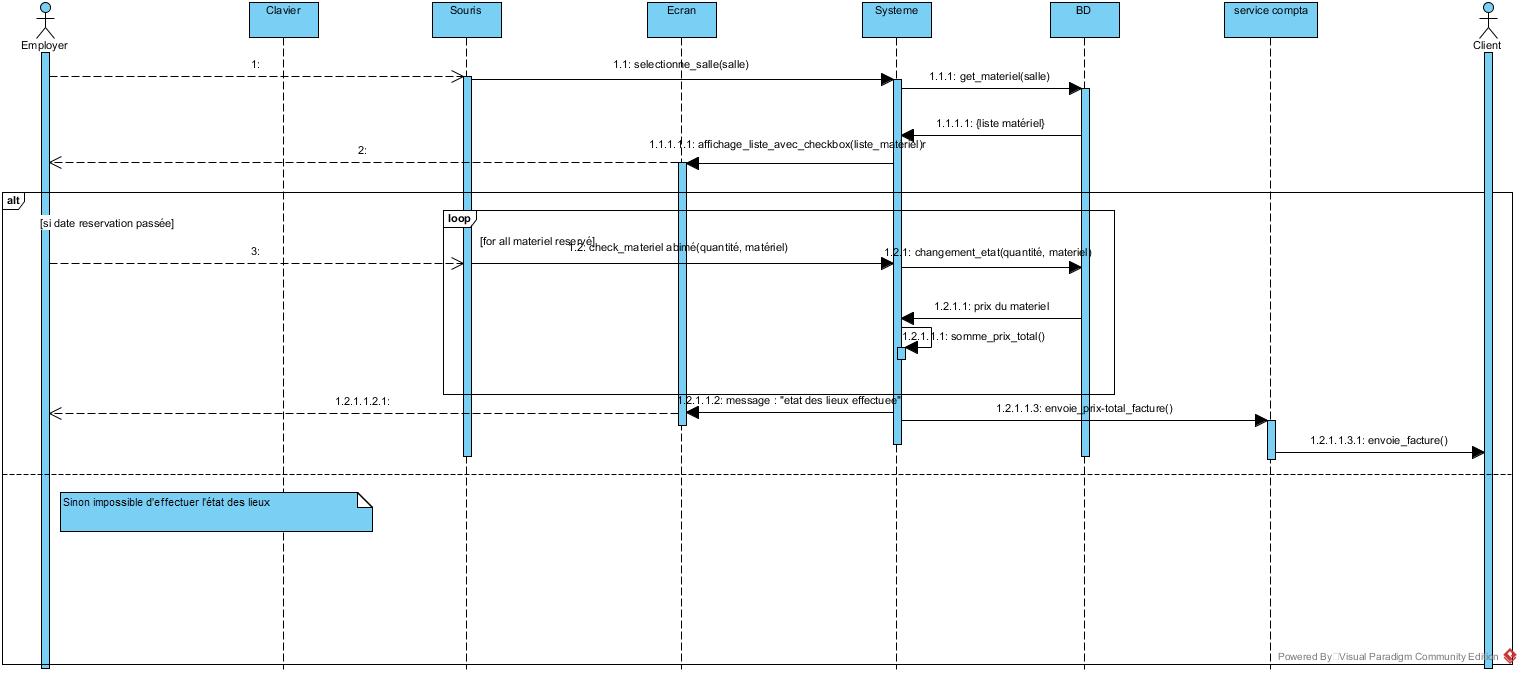 Employer
Clavier
Souris
Ecran
Systeme
BD
service compta
Client
1:
1.1: selectionne_salle(salle)
1.1.1: get_materiel(salle)
1.1.1.1: {liste matériel}
1.1.1.1.1: affichage_liste_avec_checkbox(liste_materiel)r
2:
alt
[si date reservation passée]
loop
[for all materiel reservé]
3:
1.2: check_materiel abimé(quantité, matériel)
1.2.1: changement_etat(quantité, materiel)
1.2.1.1: prix du materiel
1.2.1.1.1: somme_prix_total()
1.2.1.1.2.1:
1.2.1.1.2: message : "etat des lieux effectuée"
1.2.1.1.3: envoie_prix-total_facture()
1.2.1.1.3.1: envoie_facture()
Sinon impossible d'effectuer l'état des lieux
Powered By Visual Paradigm Community Edition